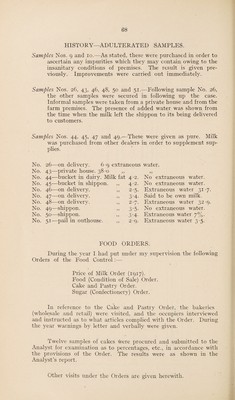 68
HISTORY—ADULTERATED SAMPLES.
Samples Nos. 9 and 10.—As stated, these were purchased in order to
ascertain any impurities which they may contain owing to the
insanitary conditions of premises. The result is given pre-
viously. Improvements were carried out immediately.
Samples Nos. 26, 43, 46, 48, 50 and 51.—Following sample No. 26,
the other samples were secured in following up the case.
Informal samples were taken from a private house and from the
farm premises. The presence of added water was shown from
the time when the milk left the shippon to its being delivered
to customers.
Samples Nos. 44, 45, 47 and 49.—These were given as pure. Milk
was purchased from other dealers in order to supplement sup-
plies.
No. 26—on delivery. 6.9 extraneous water.
No. 43—private house. 38.0 " "
No. 44—bucket in dairy. Milk fat 4.2. No extraneous water.
No. 45—bucket in shippon. " 4.2. No extraneous water.
No. 46—on delivery. " 2.5. Extraneous water 31.7.
No. 47—on delivery. " 3.4. Said to be own milk.
No. 48—on delivery. " 2.7. Extraneous water 32.9.
No. 49—shippon. " 3.5. No extraneous water.
No. 50—shippon. " 3.4. Extraneous water 7%.
No. 51—pail in outhouse. " 2.9. Extraneous water 3.5.
FOOD ORDERS.
During the year I had put under my supervision the following
Orders of the Food Control:—
Price of Milk Order (1917).
Food (Condition of Sale) Order.
Cake and Pastry Order.
Sugar (Confectionery) Order.
In reference to the Cake and Pastry Order, the bakeries
(wholesale and retail) were visited, and the occupiers interviewed
and instructed as to what articles complied with the Order. During
the year warnings by letter and verbally were given.
Twelve samples of cakes were procured and submitted to the
Analyst for examination as to percentages, etc., in accordance with
the provisions of the Order. The results were as shown in the
Analyst's report.
Other visits under the Orders are given herewith.